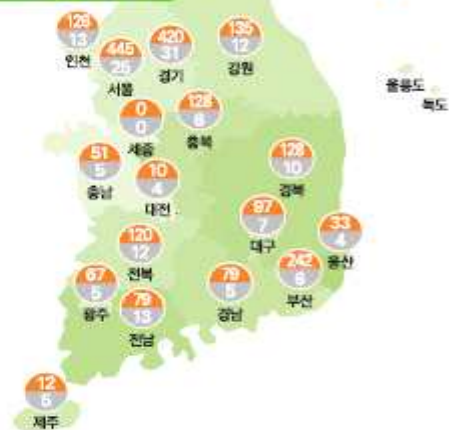 128
13
인천
445
25
서울
420
31
경기
135
12
강원
울릉도
독도
0
0
세종
128
8
충북
51
5
충남
10
4
대전
128
10
경북
97
7
대구
33
4
울산
120
12
전북
67
5
광주
79
13
전남
79
5
경남
242
부산
12
제주